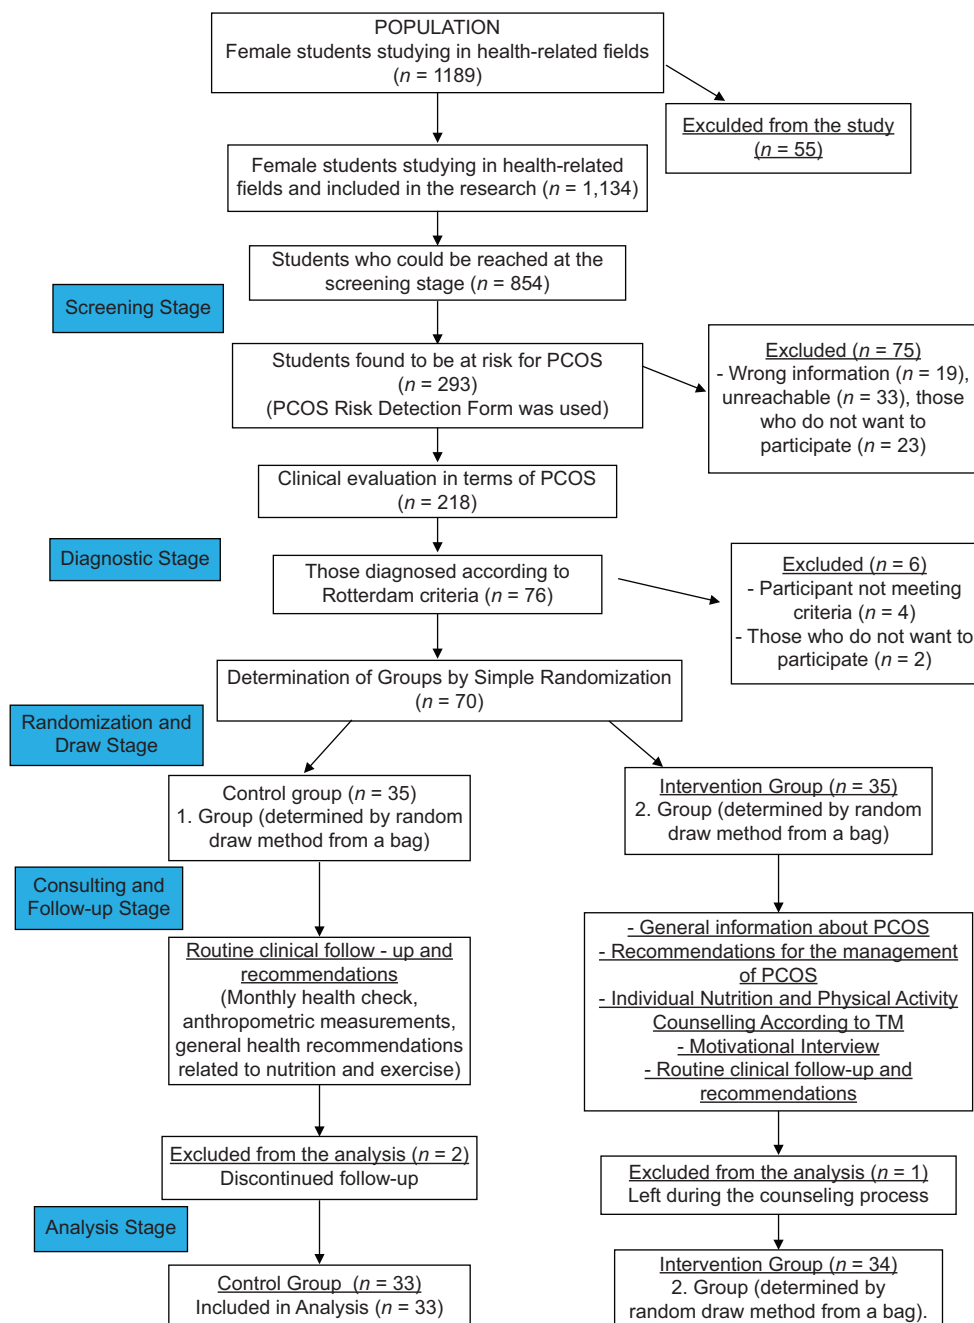 POPULATION
Female students studying in health-related fields
(n = 1189)
Exculded from the study
(n = 55)
Female students studying in health-related
fields and included in the research (n = 1,134)
Students who could be reached at the
screening stage (n = 854)
Screening Stage
Students found to be at risk for PCOS
(n = 293)
(PCOS Risk Detection Form was used)
Excluded (n = 75)
- Wrong information (n = 19),
unreachable (n = 33), those
who do not want to
participate (n = 23)
Clinical evaluation in terms of PCOS
(n = 218)
Diagnostic Stage
Those diagnosed according to
Rotterdam criteria (n = 76)
Excluded (n = 6)
- Participant not meeting
criteria (n = 4)
- Those who do not want to
participate (n = 2)
Determination of Groups by Simple Randomization
(n = 70)
Randomization and
Draw Stage
Control group (n = 35)
1. Group (determined by random
draw method from a bag)
Intervention Group (n = 35)
2. Group (determined by random
draw method from a bag)
Consulting and
Follow-up Stage
Routine clinical follow - up and
recommendations
(Monthly health check,
anthropometric measurements,
general health recommendations
related to nutrition and exercise)
- General information about PCOS
- Recommendations for the management
of PCOS
- Individual Nutrition and Physical Activity
Counselling According to TM
- Motivational Interview
- Routine clinical follow-up and
recommendations
Excluded from the analysis (n = 2)
Discontinued follow-up
Excluded from the analysis (n = 1)
Left during the counseling process
Analysis Stage
Control Group (n = 33)
Included in Analysis (n = 33)
Intervention Group (n = 34)
2. Group (determined by
random draw method from a bag).